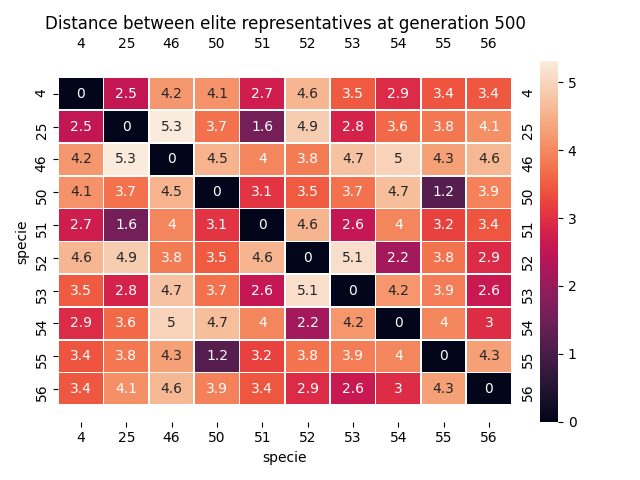 Distance between elite representatives at generation 500
4 25 46 50 51 52 53 54 55 56
4 0 2.5 4.2 4.1 2.7 4.6 3.5 2.9 3.4 3.4 4
25 2.5 0 5.3 3.7 1.6 4.9 2.8 3.6 3.8 4.1 25
46 4.2 5.3 0 4.5 4 3.8 4.7 5 4.3 4.6 46
50 4.1 3.7 4.5 0 3.1 3.5 3.7 4.7 1.2 3.9 50
51 2.7 1.6 4 3.1 0 4.6 2.6 4 3.2 3.4 51
52 4.6 4.9 3.8 3.5 4.6 0 5.1 2.2 3.8 2.9 52
53 3.5 2.8 4.7 3.7 2.6 5.1 0 4.2 3.9 2.6 53
54 2.9 3.6 5 4.7 4 2.2 4.2 0 4 3 54
55 3.4 3.8 4.3 1.2 3.2 3.8 3.9 4 0 4.3 55
56 3.4 4.1 4.6 3.9 3.4 2.9 2.6 3 4.3 0 56
4 25 46 50 51 52 53 54 55 56
specie
specie
5
4
3
2
1
0